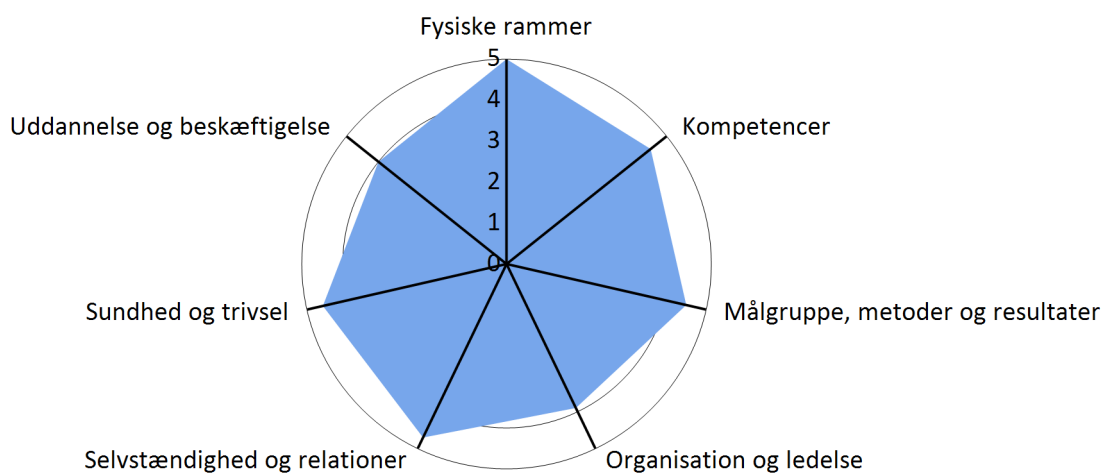 Fysiske rammer
5
4
3
2
1
0
Kompetencer
Målgruppe, metoder og resultater
Organisation og ledelse
Selvstændighed og relationer
Sundhed og trivsel
Uddannelse og beskæftigelse